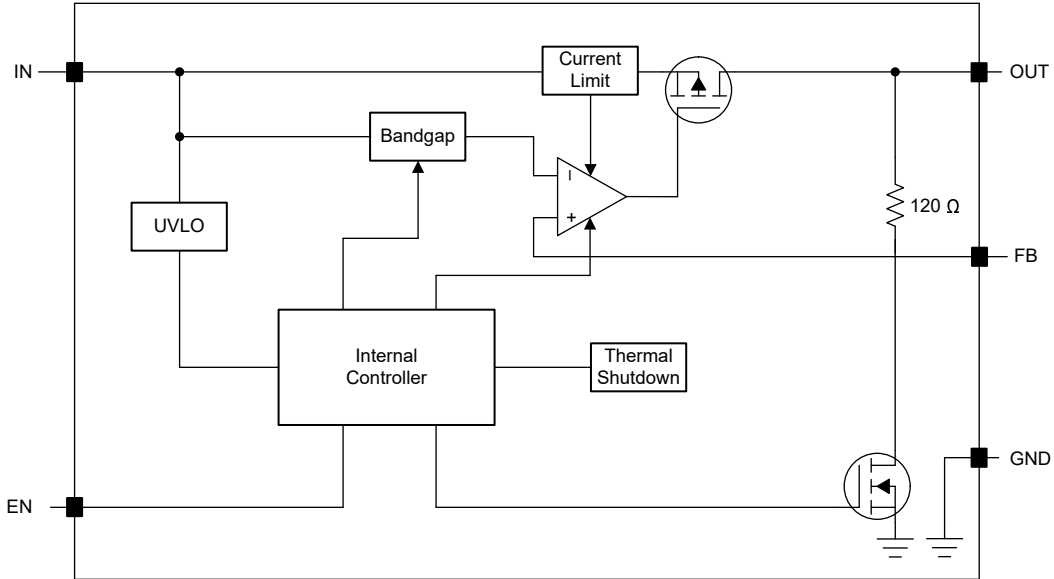 IN
Current
Limit
OUT
Bandgap
–
+
UVLO
120 Ω
FB
Internal
Controller
Thermal
Shutdown
GND
EN